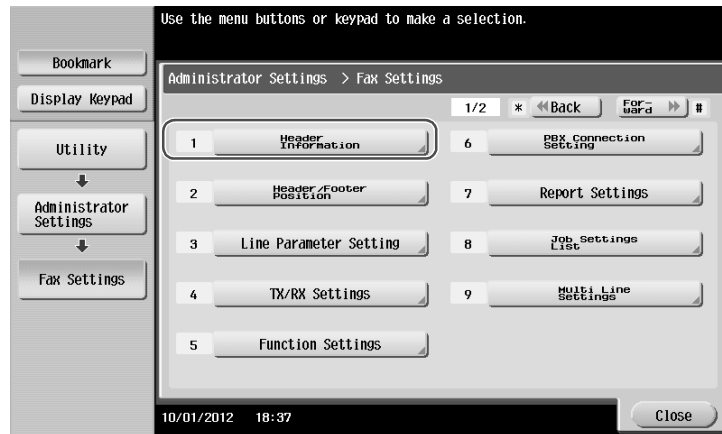 Use the menu buttons or keypad to make a selection.
Bookmark
Display Keypad
Utility
Administrator
Settings
Fax Settings
Administrator Settings > Fax Settings
1/2 * Back For-
ward #
1 Header
Information
2 Header/Footer
Position
3 Line Parameter Setting
4 TX/RX Settings
5 Function Settings
6 PBX Connection
Setting
7 Report Settings
8 Job Settings
List
9 Multi Line
Settings
10/01/2012 18:37
Close